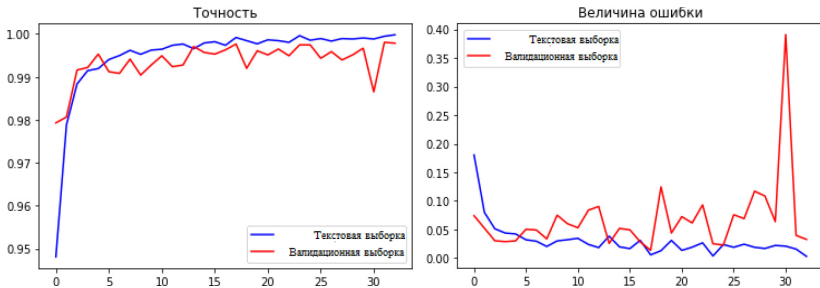 Точность
1.00
0.99
0.98
0.97
0.96
0.95
0 5 10 15 20 25 30
Текстовая выборка
Валидационная выборка
Величина ошибки
0.40
0.35
0.30
0.25
0.20
0.15
0.10
0.05
0.00
0 5 10 15 20 25 30
Текстовая выборка
Валидационная выборка